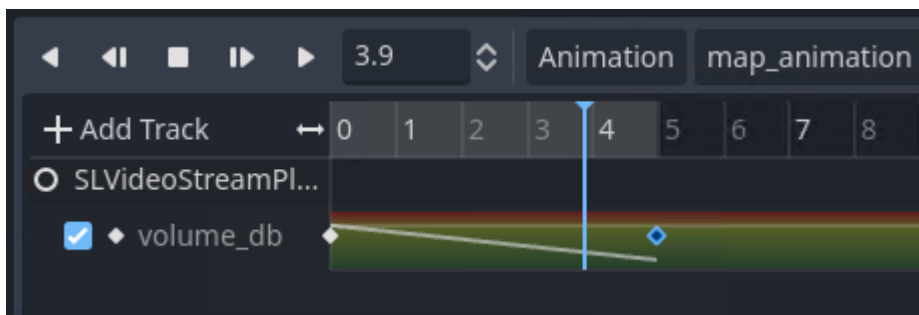 3.9 Animation map_animation
Add Track 0 1 2 3 4 5 6 7 8
SLVideoStreamPl...
volume_db